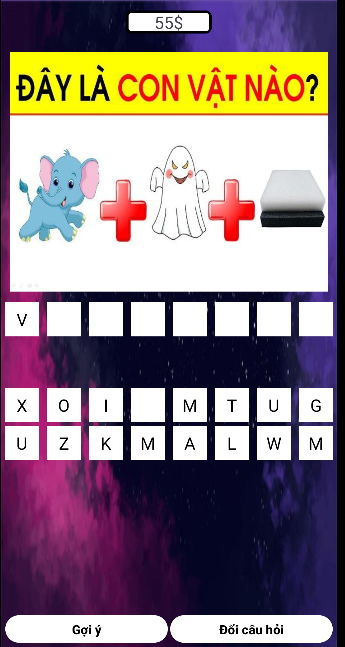 55$
ĐÂY LÀ CON VẬT NÀO?
V
X O I M T U G
U Z K M A L W M
Gợi ý Đổi câu hỏi